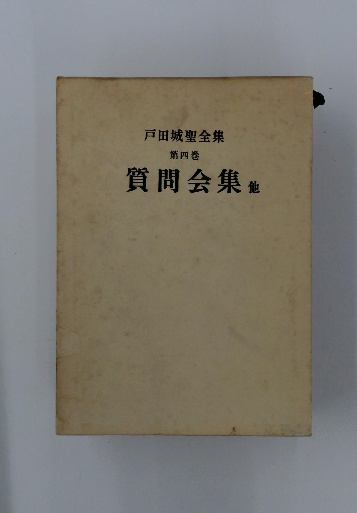 戸田城聖全集
第四巻
質問会集 他